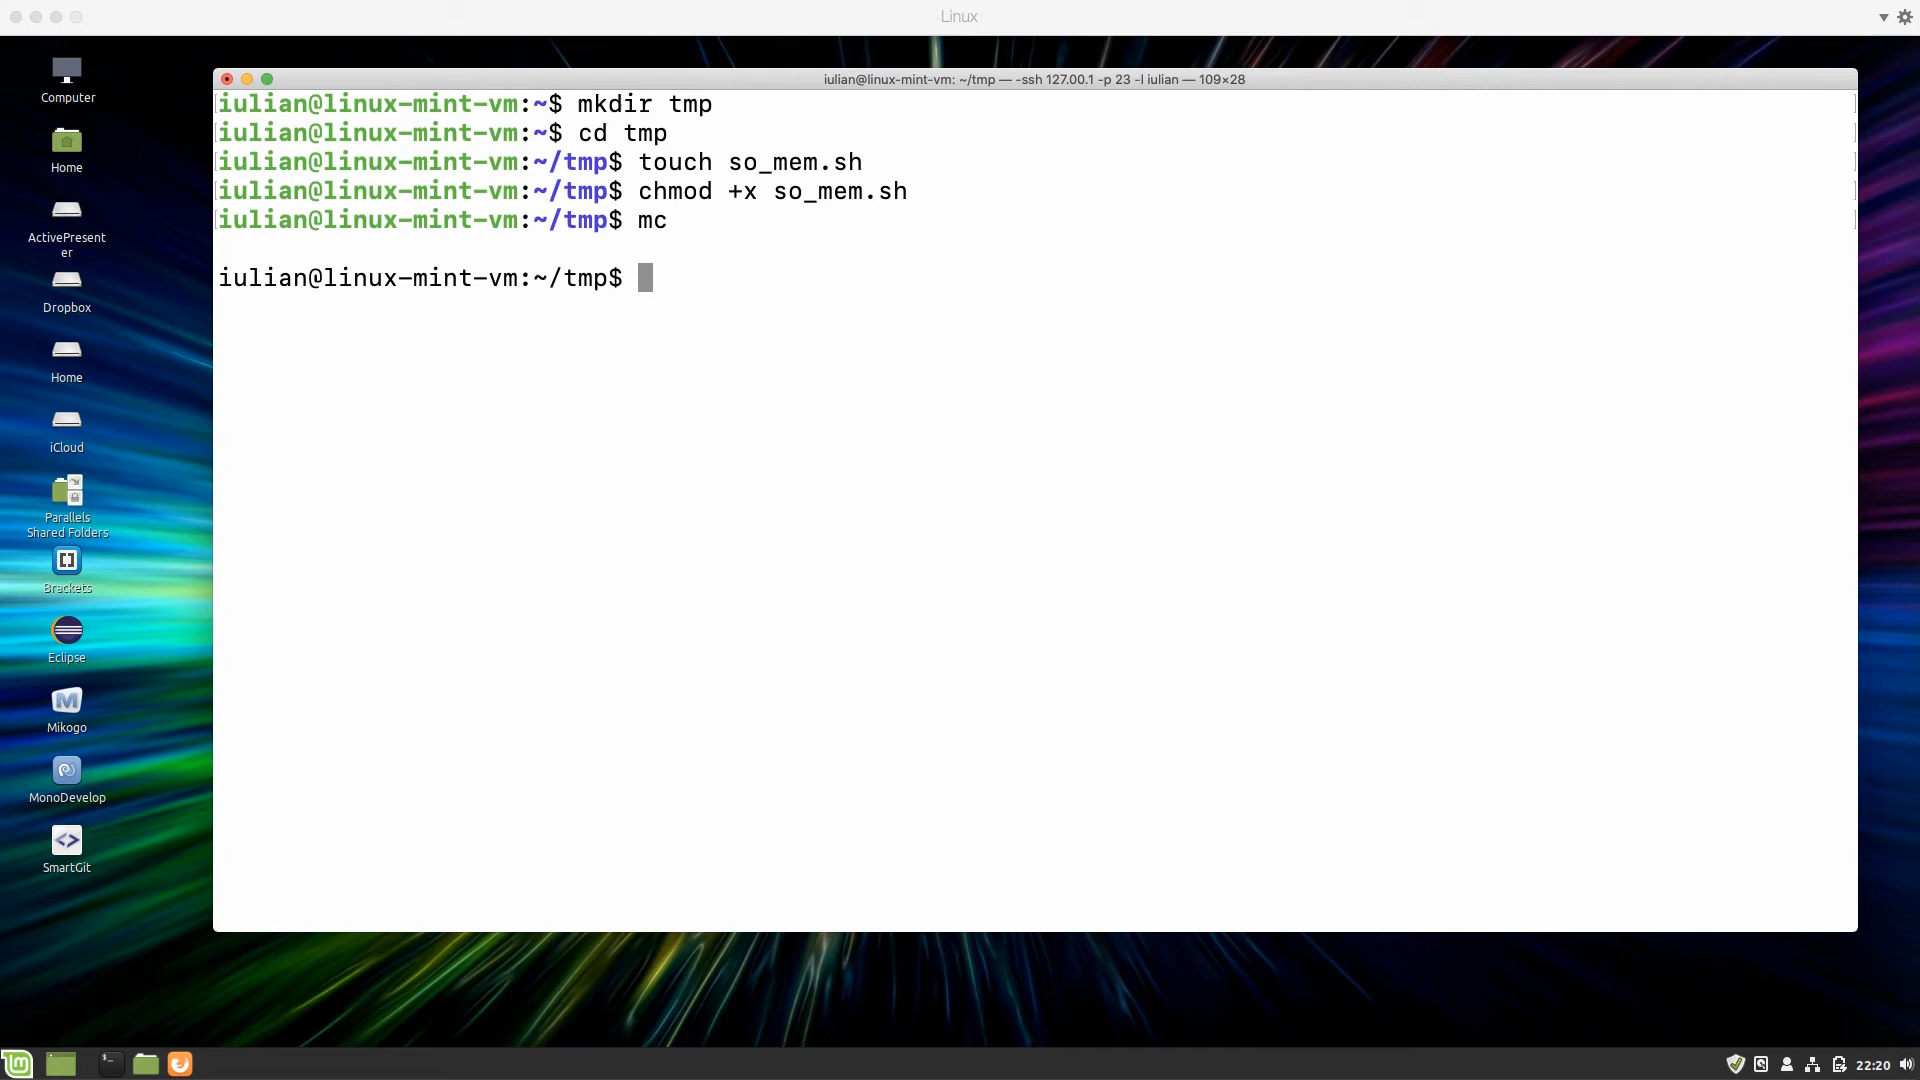 Linux
Computer
Home
ActivePresent
er
Dropbox
Home
iCloud
Parallels
Shared Folders
Brackets
Eclipse
Mikogo
MonoDevelop
SmartGit
iulian@linux-mint-vm: ~/tmp — -ssh 127.00.1 -p 23 -l iulian — 109×28
iulian@linux-mint-vm:~$ mkdir tmp
iulian@linux-mint-vm:~$ cd tmp
iulian@linux-mint-vm:~/tmp$ touch so_mem.sh
iulian@linux-mint-vm:~/tmp$ chmod +x so_mem.sh
iulian@linux-mint-vm:~/tmp$ mc
iulian@linux-mint-vm:~/tmp$
22:20